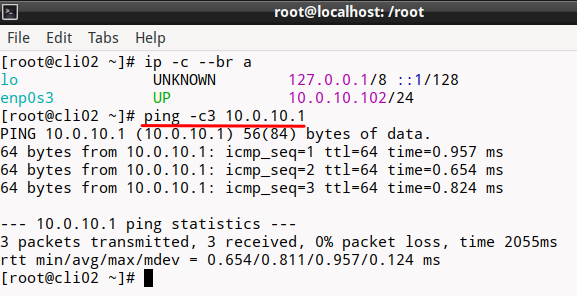 root@localhost: /root
File Edit Tabs Help
[root@cli02 ~]# ip -c --br a
lo UNKNOWN 127.0.0.1/8 ::1/128
enp0s3 UP 10.0.10.102/24
[root@cli02 ~]# ping -c3 10.0.10.1
PING 10.0.10.1 (10.0.10.1) 56(84) bytes of data.
64 bytes from 10.0.10.1: icmp_seq=1 ttl=64 time=0.957 ms
64 bytes from 10.0.10.1: icmp_seq=2 ttl=64 time=0.654 ms
64 bytes from 10.0.10.1: icmp_seq=3 ttl=64 time=0.824 ms
--- 10.0.10.1 ping statistics ---
3 packets transmitted, 3 received, 0% packet loss, time 2055ms
rtt min/avg/max/mdev = 0.654/0.811/0.957/0.124 ms
[root@cli02 ~]#